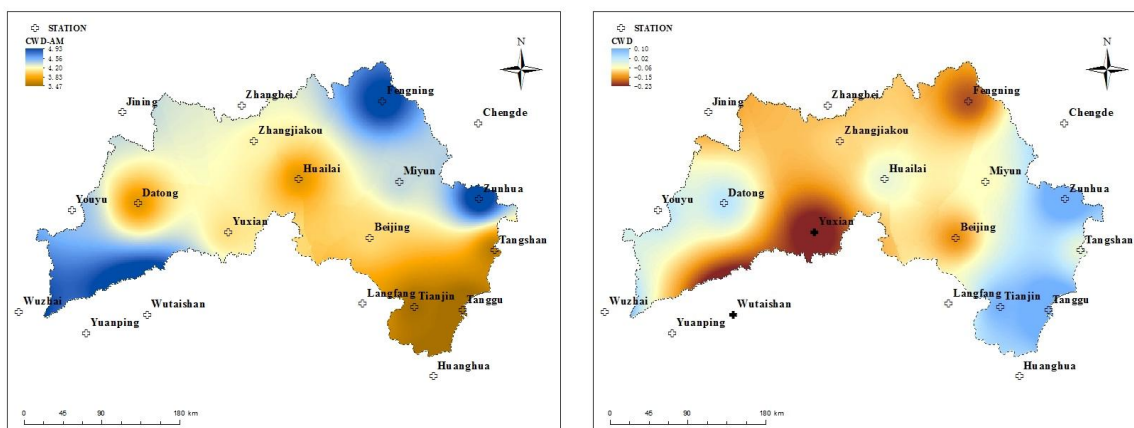 STATION
CWD-AM
4.93
4.56
4.20
3.83
3.47
N
Fengning
Zhangbei
Jining
Chengde
Zhangjiakou
Huailai
Miyun
Datong
Zunhua
Youyu
Yuxian
Beijing
Tangshan
Wuzhai
Wutaishan
Langfang
Tianjin
Tanggu
Yuanping
Huanghua
0 45 90 180 km
STATION
CWD
0.10
0.02
-0.06
-0.15
-0.23
N
Fengning
Zhangbei
Jining
Chengde
Zhangjiakou
Huailai
Miyun
Datong
Zunhua
Youyu
Yuxian
Beijing
Tangshan
Wuzhai
Wutaishan
Langfang
Tianjin
Tanggu
Yuanping
Huanghua
0 45 90 180 km